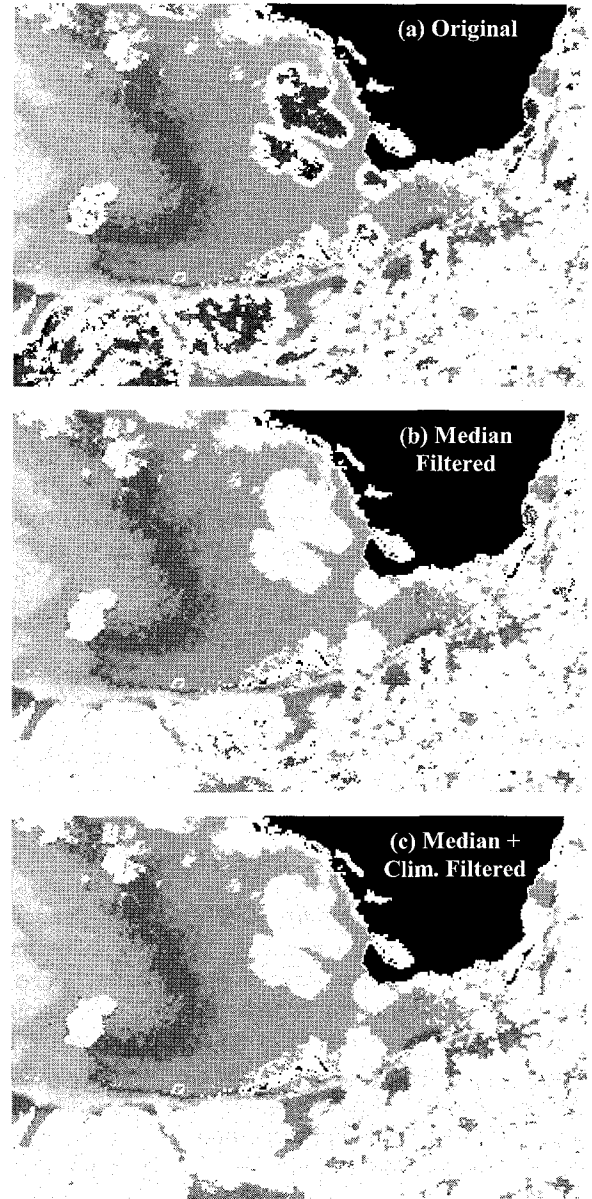 (a) Original
(b) Median
Filtered
(c) Median +
Clim. Filtered